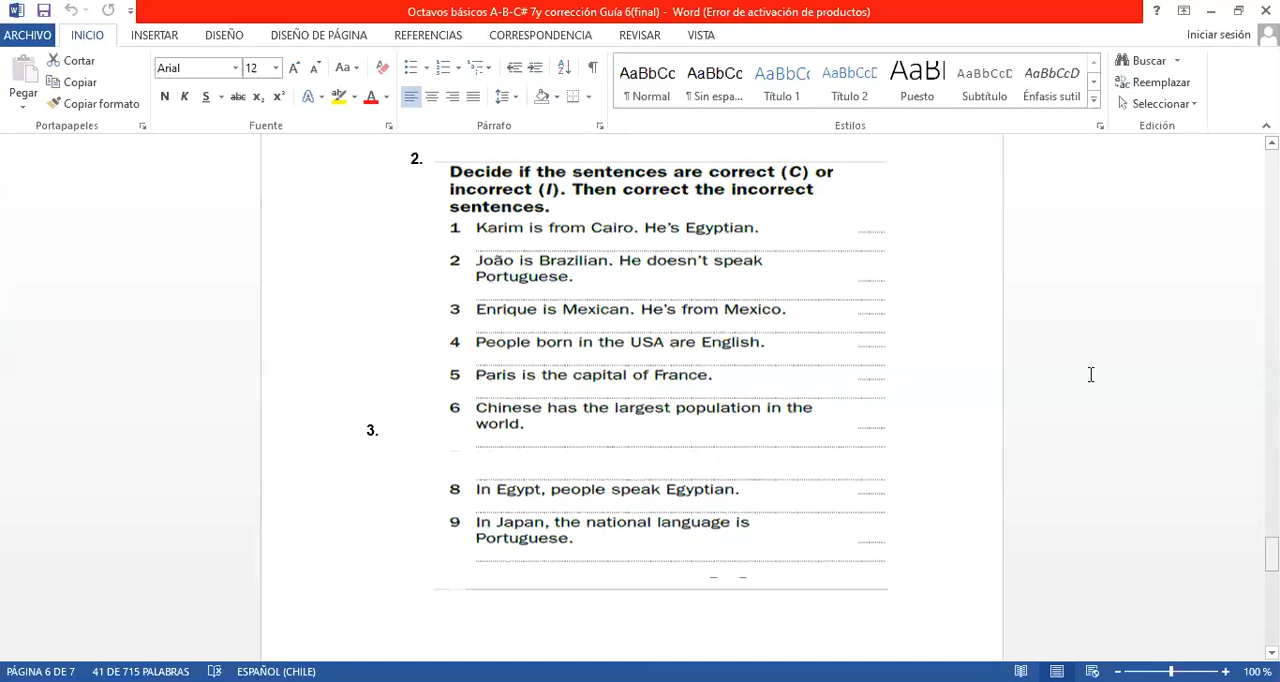 Octavos básicos A-B-C# 7y corrección Guía 6(final) - Word (Error de activación de productos)
ARCHIVO INICIO INSERTAR DISEÑO DISEÑO DE PÁGINA REFERENCIAS CORRESPONDENCIA REVISAR VISTA Iniciar sesión
Pegar
Cortar
Copiar
Copiar formato
Portapapeles
Arial 12
N K S abc x₂ x²
Fuente
Párrafo
AaBbCc AaBbCc AaBbCc AaBbCcC AaBl AaBbCcD AaBbCcD
¶ Normal ¶ Sin espa... Título 1 Título 2 Puesto Subtítulo Énfasis sutil
Estilos
Buscar
Reemplazar
Seleccionar
Edición
2.
Decide if the sentences are correct (C) or
incorrect (I). Then correct the incorrect
sentences.
1 Karim is from Cairo. He's Egyptian.
2 João is Brazilian. He doesn't speak
Portuguese.
3 Enrique is Mexican. He's from Mexico.
4 People born in the USA are English.
5 Paris is the capital of France.
6 Chinese has the largest population in the
world.
3.
8 In Egypt, people speak Egyptian.
9 In Japan, the national language is
Portuguese.
PÁGINA 6 DE 7 41 DE 715 PALABRAS ESPAÑOL (CHILE) 100 %